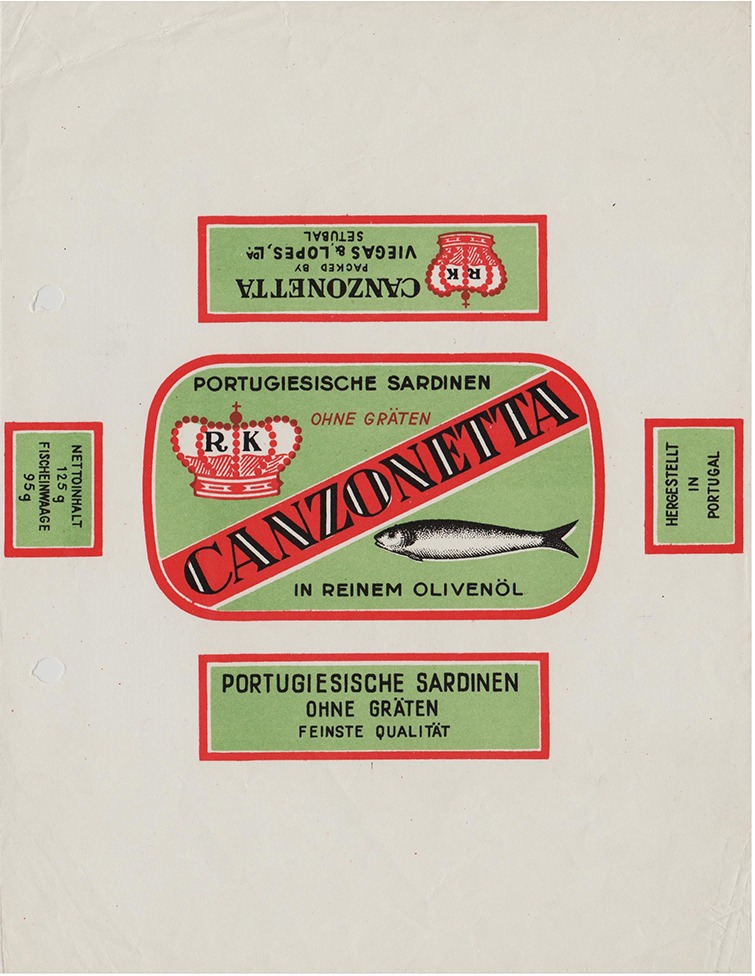 CANZONETTA
PACKED BY
VIEGAS & LOPES, LDA
SETUBAL
R K
PORTUGIESISCHE SARDINEN
OHNE GRÄTEN
R K
CANZONETTA
IN REINEM OLIVENÖL
NETTOINHALT
125 g
FISCHEINWAAGE
95 g
HERGESTELLT
IN
PORTUGAL
PORTUGIESISCHE SARDINEN
OHNE GRÄTEN
FEINSTE QUALITÄT